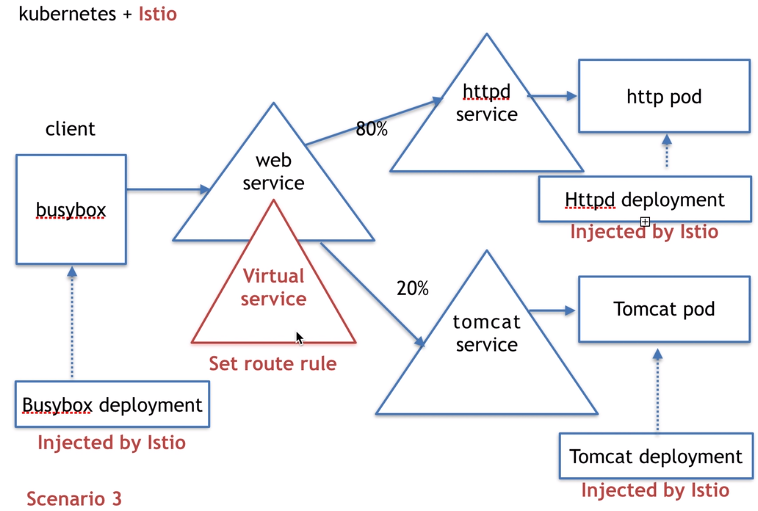 kubernetes + Istio
client
busybox
web
service
80%
httpd
service
http pod
Httpd deployment
Injected by Istio
Virtual
service
Set route rule
20%
tomcat
service
Tomcat pod
Busybox deployment
Injected by Istio
Tomcat deployment
Injected by Istio
Scenario 3